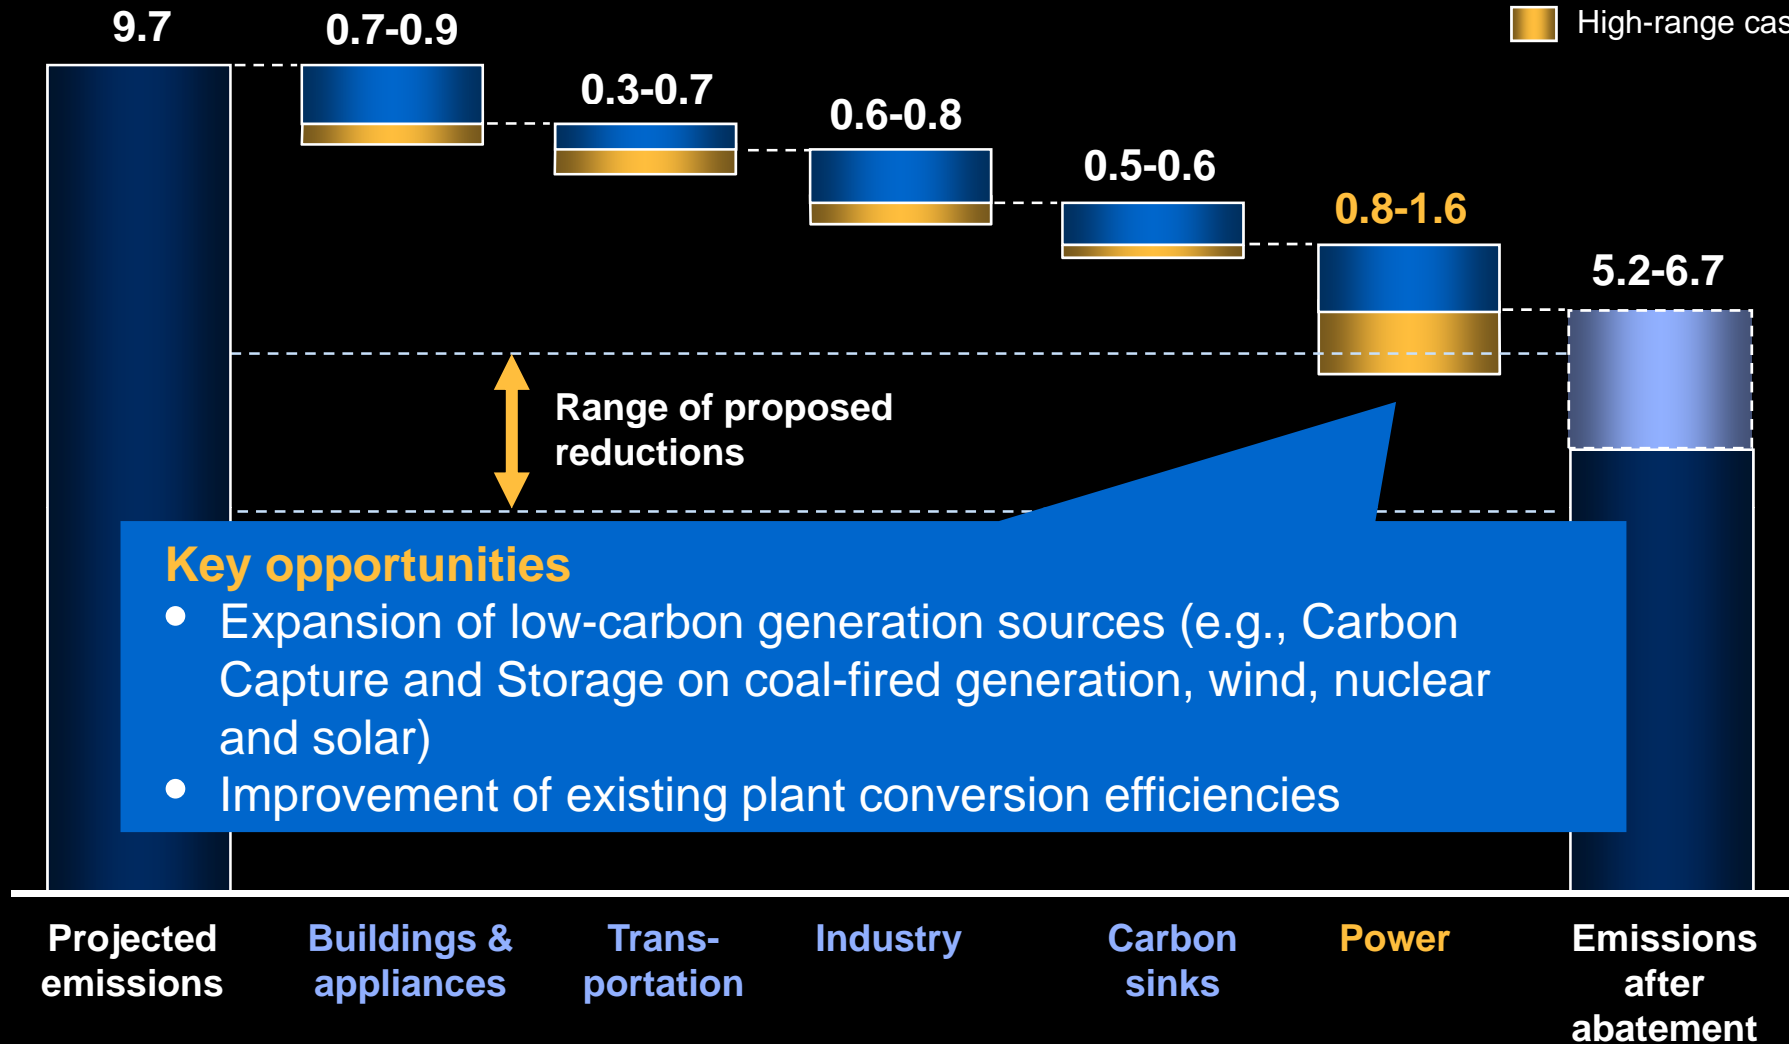 High-range cas
9.7
0.7-0.9
0.3-0.7
0.6-0.8
0.5-0.6
0.8-1.6
5.2-6.7
Range of proposed
reductions
Key opportunities
• Expansion of low-carbon generation sources (e.g., Carbon
Capture and Storage on coal-fired generation, wind, nuclear
and solar)
• Improvement of existing plant conversion efficiencies
Projected
emissions
Buildings &
appliances
Trans-
portation
Industry
Carbon
sinks
Power
Emissions
after
abatement